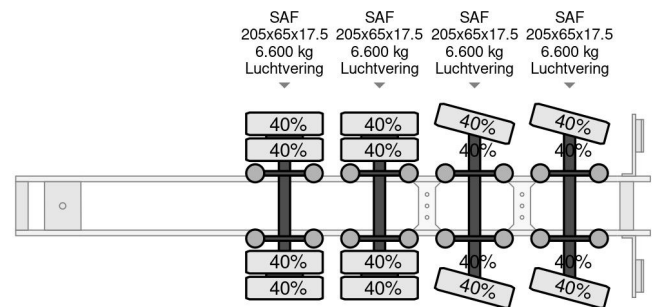 SAF SAF SAF SAF
205x65x17.5 205x65x17.5 205x65x17.5 205x65x17.5
6.600 kg 6.600 kg 6.600 kg 6.600 kg
Luchtvering Luchtvering Luchtvering Luchtvering
40% 40% 40% 40%
40% 40% 40% 40%
40% 40% 40% 40%
40% 40% 40% 40%